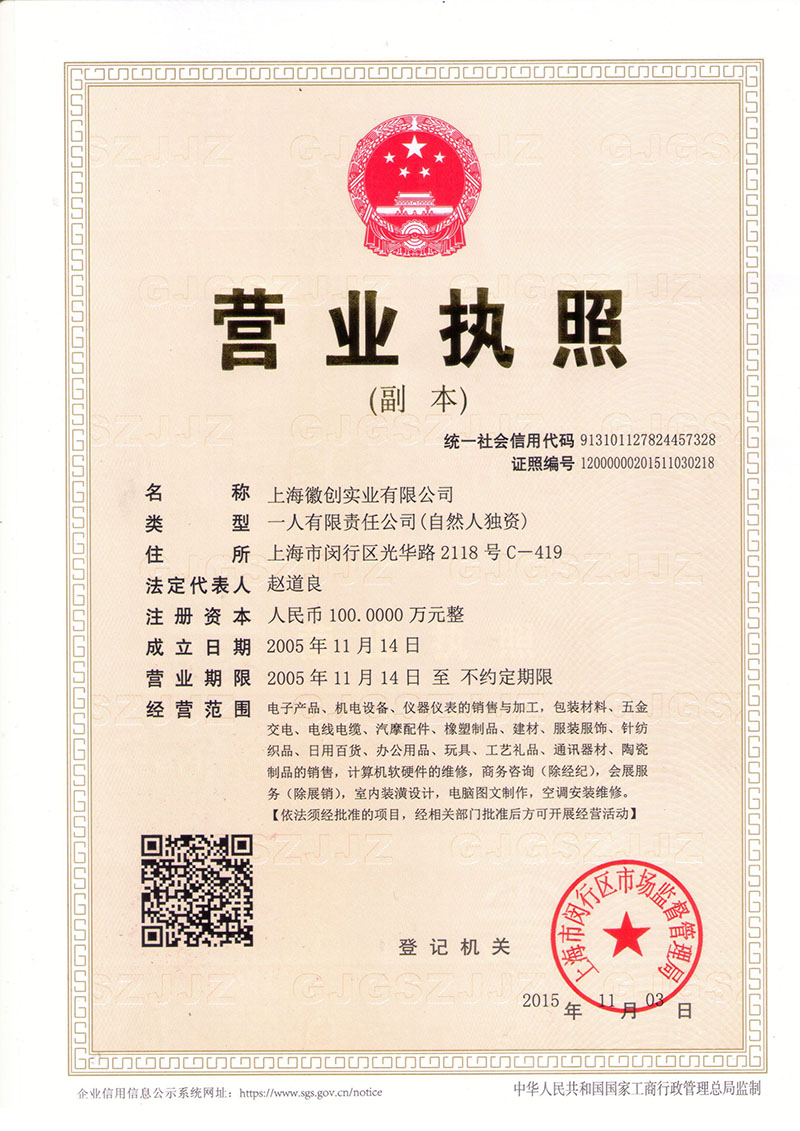 营业执照
(副 本)
统一社会信用代码 913101127824457328
证照编号 12000000201511030218
名称 上海徽创实业有限公司
类型 一人有限责任公司(自然人独资)
住所 上海市闵行区光华路2118号C-419
法定代表人 赵道良
注册资本 人民币100.0000万元整
成立日期 2005年11月14日
营业期限 2005年11月14日 至 不约定期限
经营范围 电子产品、机电设备、仪器仪表的销售与加工，包装材料、五金
交电、电线电缆、汽摩配件、橡塑制品、建材、服装服饰、针纺
织品、日用百货、办公用品、玩具、工艺礼品、通讯器材、陶瓷
制品的销售，计算机软硬件的维修，商务咨询（除经纪），会展服
务（除展销），室内装潢设计，电脑图文制作，空调安装维修。
【依法须经批准的项目，经相关部门批准后方可开展经营活动】
登记机关
上海市闵行区市场监督管理局
2015年11月03日
企业信用信息公示系统网址：https://www.sgs.gov.cn/notice
中华人民共和国国家工商行政管理总局监制
GJGSZJJZ